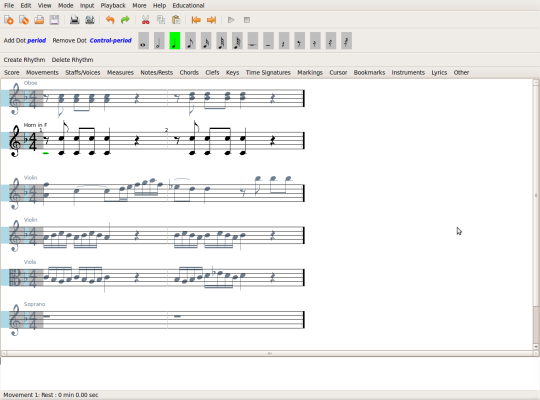 File Edit View Mode Input Playback More Help Educational
Add Dot period Remove Dot Control-period
Create Rhythm Delete Rhythm
Score Movements Staffs/Voices Measures Notes/Rests Chords Clefs Keys Time Signatures Markings Cursor Bookmarks Instruments Lyrics Other
Oboe
Horn in F
1 2
Violin
Violin
Viola
Soprano
Movement 1: Rest : 0 min 0.00 sec